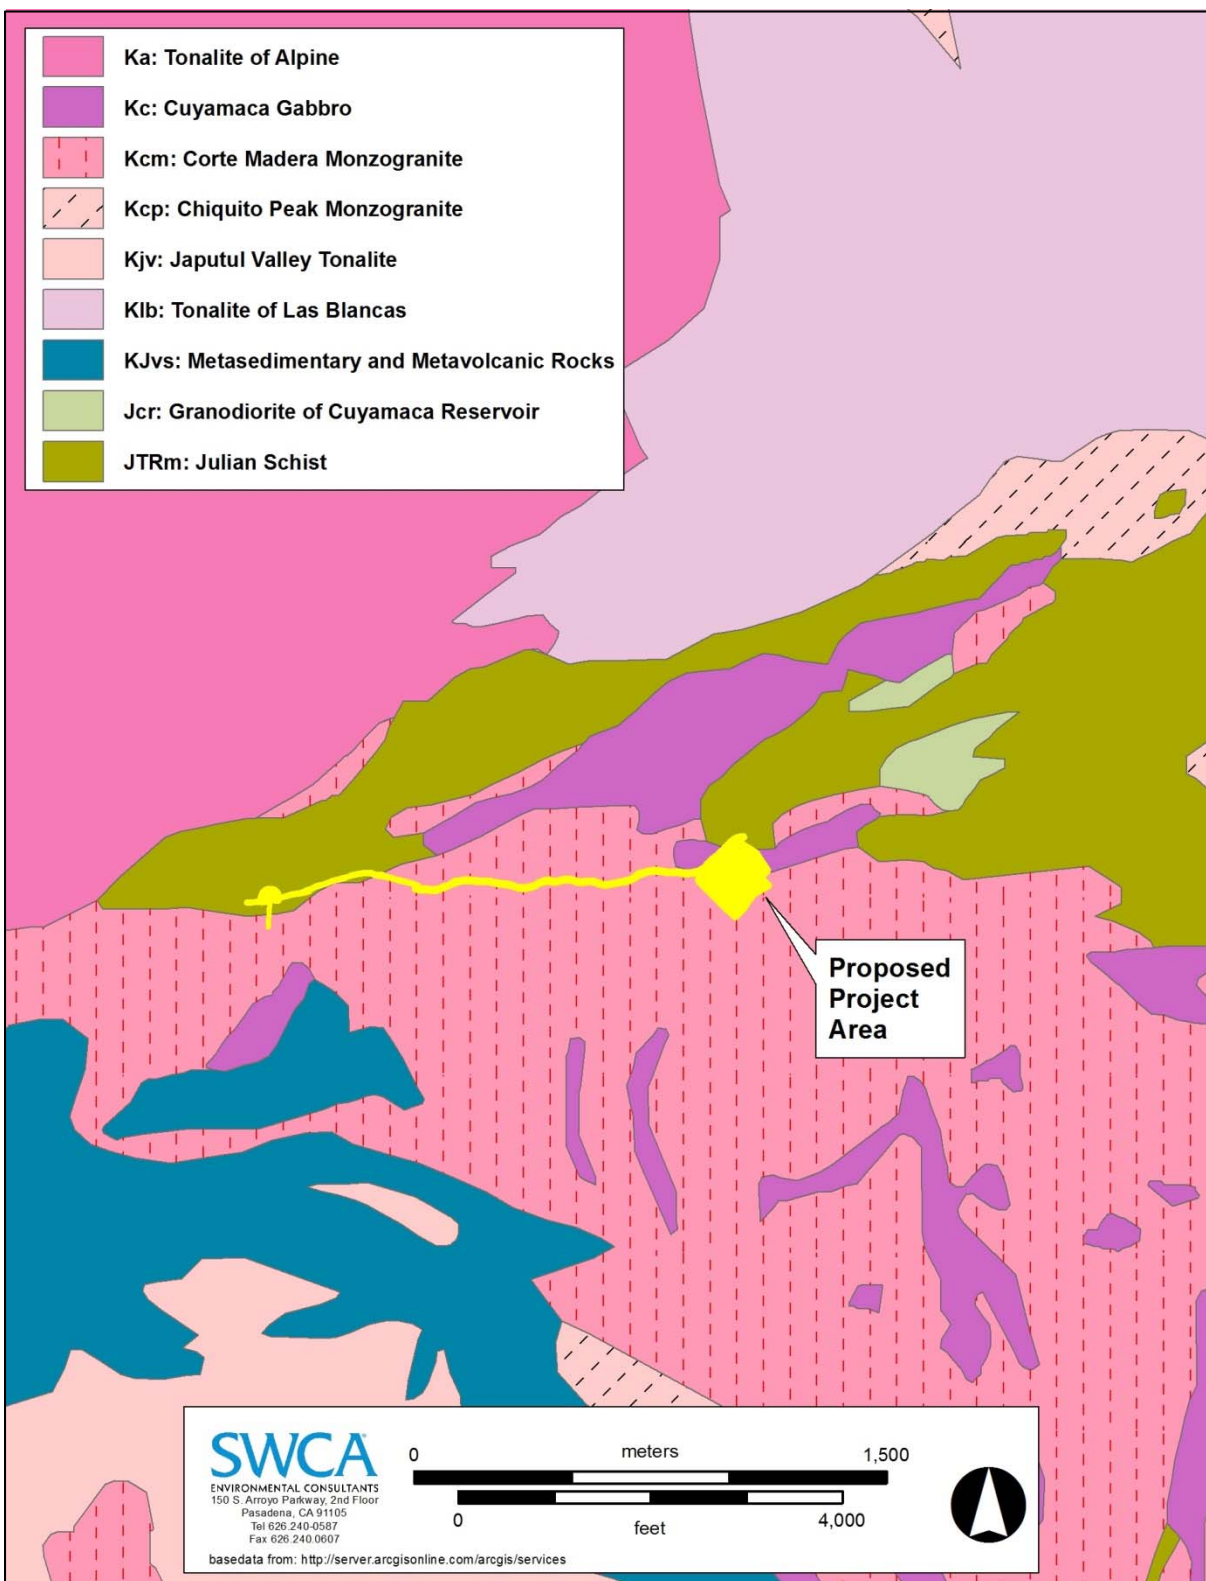 Ka: Tonalite of Alpine
Kc: Cuyamaca Gabbro
Kcm: Corte Madera Monzogranite
Kcp: Chiquito Peak Monzogranite
Kjv: Japutul Valley Tonalite
Klb: Tonalite of Las Blancas
KJvs: Metasedimentary and Metavolcanic Rocks
Jcr: Granodiorite of Cuyamaca Reservoir
JTRm: Julian Schist
Proposed
Project
Area
SWCA
ENVIRONMENTAL CONSULTANTS
150 S. Arroyo Parkway, 2nd Floor
Pasadena, CA 91105
Tel 626.240-0587
Fax 626.240.0607
basedata from: http://server.arcgisonline.com/arcgis/services
0 meters 1,500
0 feet 4,000